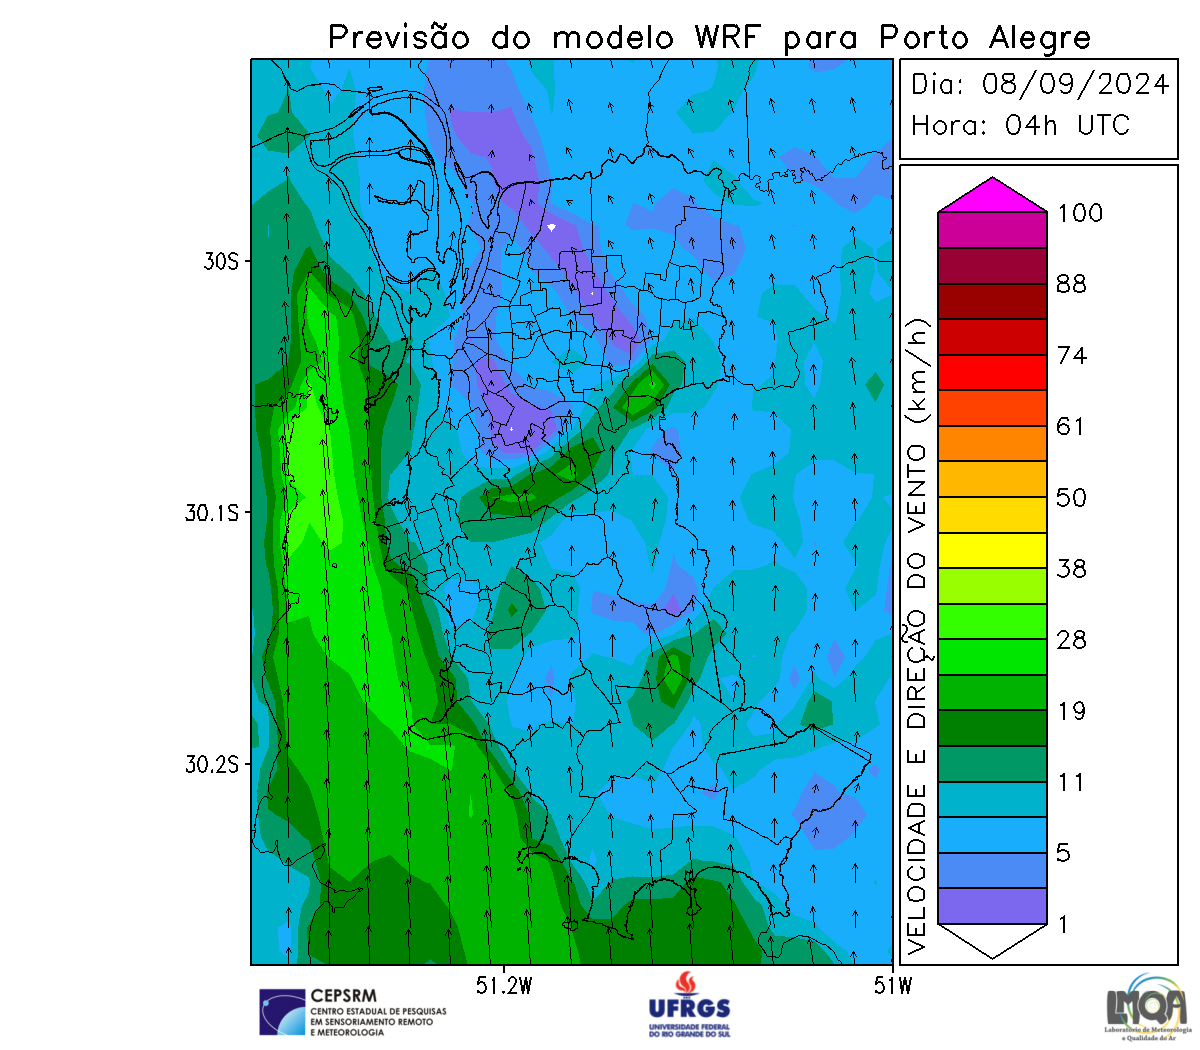 Previsão do modelo WRF para Porto Alegre
Dia: 08/09/2024
Hora: 04h UTC
30S
30.1S
30.2S
51.2W
51W
VELOCIDADE E DIREÇÃO DO VENTO (km/h)
100
88
74
61
50
38
28
19
11
5
1
CEPSRM
CENTRO ESTADUAL DE PESQUISAS
EM SENSORIAMENTO REMOTO
E METEOROLOGIA
UFRGS
UNIVERSIDADE FEDERAL
DO RIO GRANDE DO SUL
LMQA
Laboratório de Meteorologia
e Qualidade do Ar